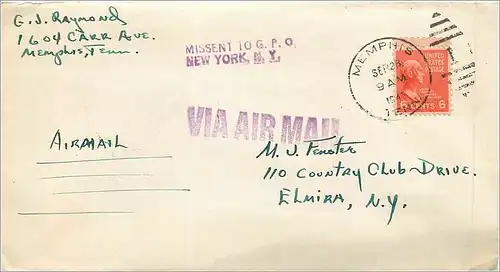 G. J. Raymond
1604 Carr Ave.
Memphis, Tenn.
MISSENT TO G. P. O.
NEW YORK, N. Y.
MEMPHIS
SEP 28
9 AM
UNITED
STATES
POSTAGE
6 CENTS 6
VIA AIR MAIL
AIRMAIL
M. J. Fenster
110 Country Club Drive.
Elmira, N.Y.